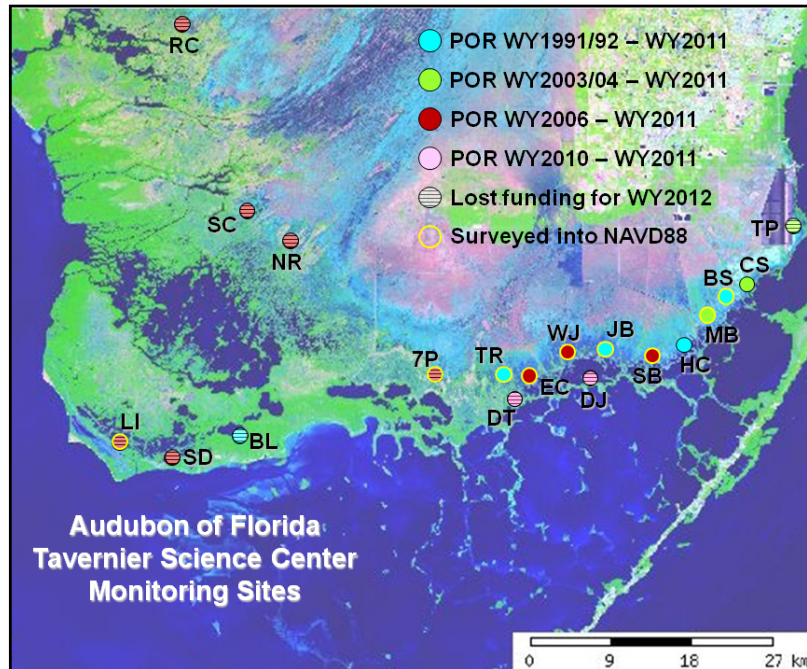 RC
POR WY1991/92 – WY2011
POR WY2003/04 – WY2011
POR WY2006 – WY2011
POR WY2010 – WY2011
Lost funding for WY2012
Surveyed into NAVD88
SC
NR
TP
CS
BS
MB
HC
JB
WJ
SB
TR
7P
EC
DJ
DT
LI
BL
SD
Audubon of Florida
Tavernier Science Center
Monitoring Sites
0 9 18 27 km